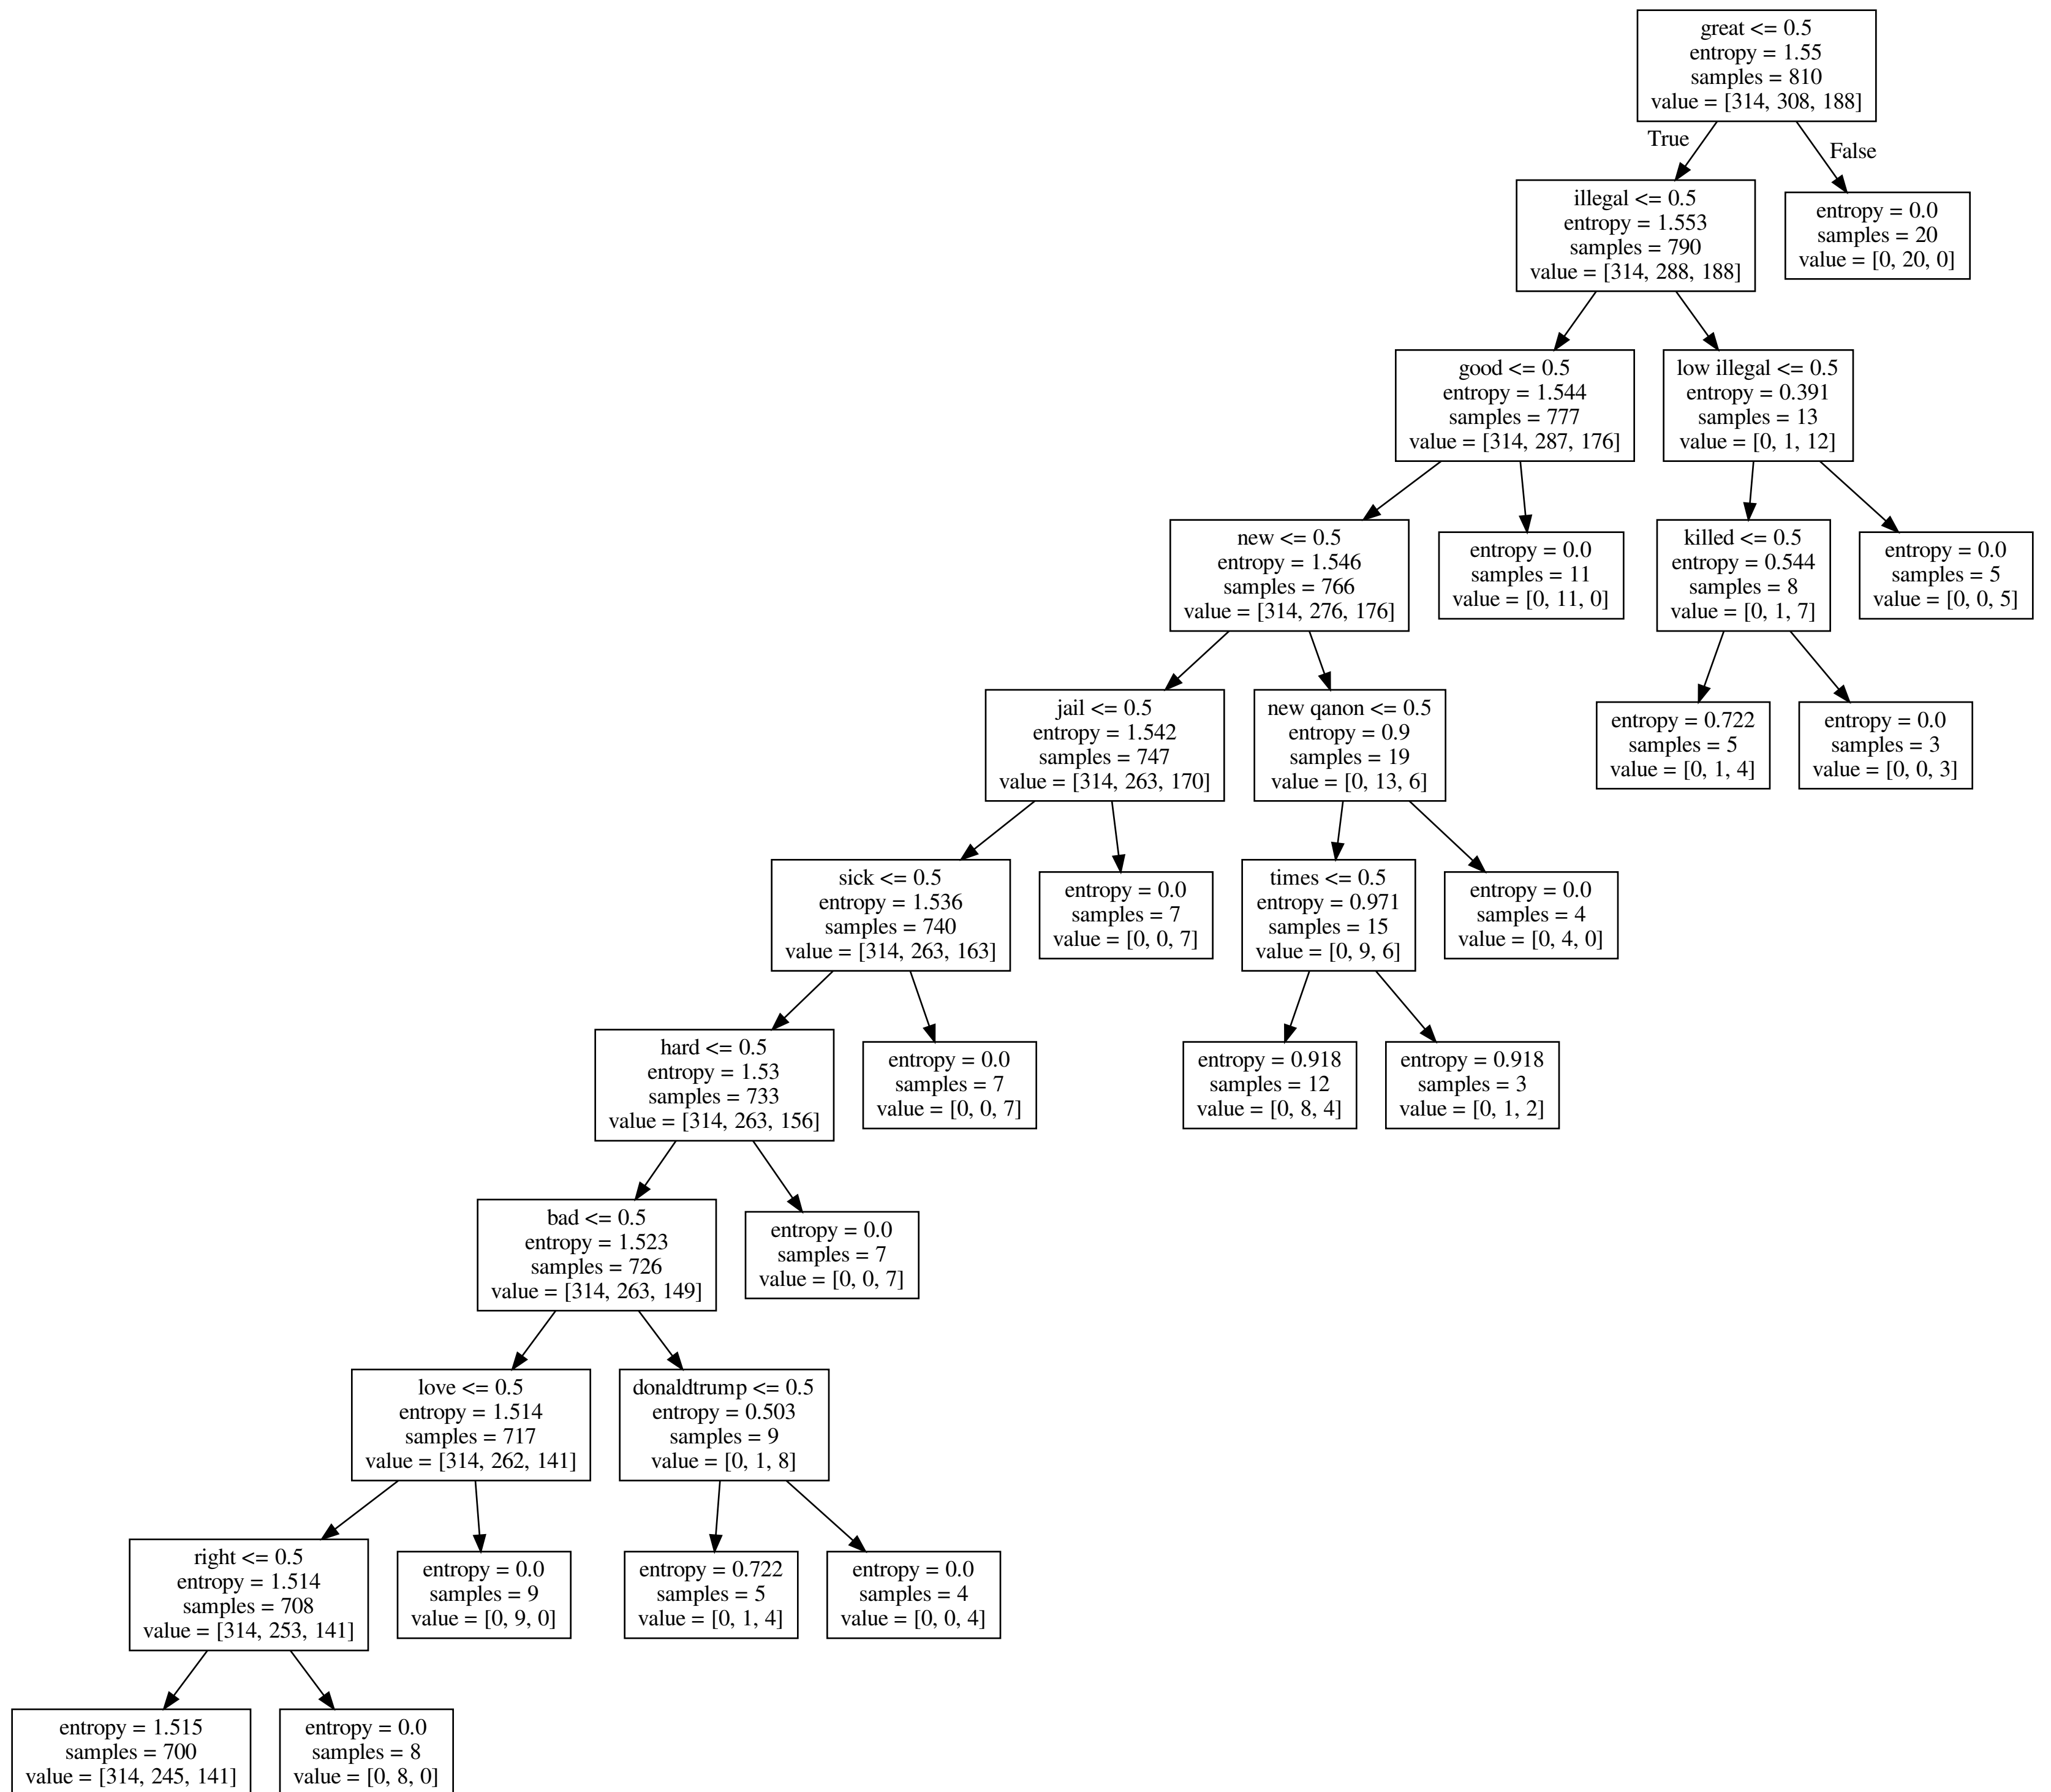 great <= 0.5
entropy = 1.55
samples = 810
value = [314, 308, 188]
True
False
illegal <= 0.5
entropy = 1.553
samples = 790
value = [314, 288, 188]
entropy = 0.0
samples = 20
value = [0, 20, 0]
good <= 0.5
entropy = 1.544
samples = 777
value = [314, 287, 176]
low illegal <= 0.5
entropy = 0.391
samples = 13
value = [0, 1, 12]
new <= 0.5
entropy = 1.546
samples = 766
value = [314, 276, 176]
entropy = 0.0
samples = 11
value = [0, 11, 0]
killed <= 0.5
entropy = 0.544
samples = 8
value = [0, 1, 7]
entropy = 0.0
samples = 5
value = [0, 0, 5]
jail <= 0.5
entropy = 1.542
samples = 747
value = [314, 263, 170]
new qanon <= 0.5
entropy = 0.9
samples = 19
value = [0, 13, 6]
entropy = 0.722
samples = 5
value = [0, 1, 4]
entropy = 0.0
samples = 3
value = [0, 0, 3]
sick <= 0.5
entropy = 1.536
samples = 740
value = [314, 263, 163]
entropy = 0.0
samples = 7
value = [0, 0, 7]
times <= 0.5
entropy = 0.971
samples = 15
value = [0, 9, 6]
entropy = 0.0
samples = 4
value = [0, 4, 0]
hard <= 0.5
entropy = 1.53
samples = 733
value = [314, 263, 156]
entropy = 0.0
samples = 7
value = [0, 0, 7]
entropy = 0.918
samples = 12
value = [0, 8, 4]
entropy = 0.918
samples = 3
value = [0, 1, 2]
bad <= 0.5
entropy = 1.523
samples = 726
value = [314, 263, 149]
entropy = 0.0
samples = 7
value = [0, 0, 7]
love <= 0.5
entropy = 1.514
samples = 717
value = [314, 262, 141]
donaldtrump <= 0.5
entropy = 0.503
samples = 9
value = [0, 1, 8]
right <= 0.5
entropy = 1.514
samples = 708
value = [314, 253, 141]
entropy = 0.0
samples = 9
value = [0, 9, 0]
entropy = 0.722
samples = 5
value = [0, 1, 4]
entropy = 0.0
samples = 4
value = [0, 0, 4]
entropy = 1.515
samples = 700
value = [314, 245, 141]
entropy = 0.0
samples = 8
value = [0, 8, 0]